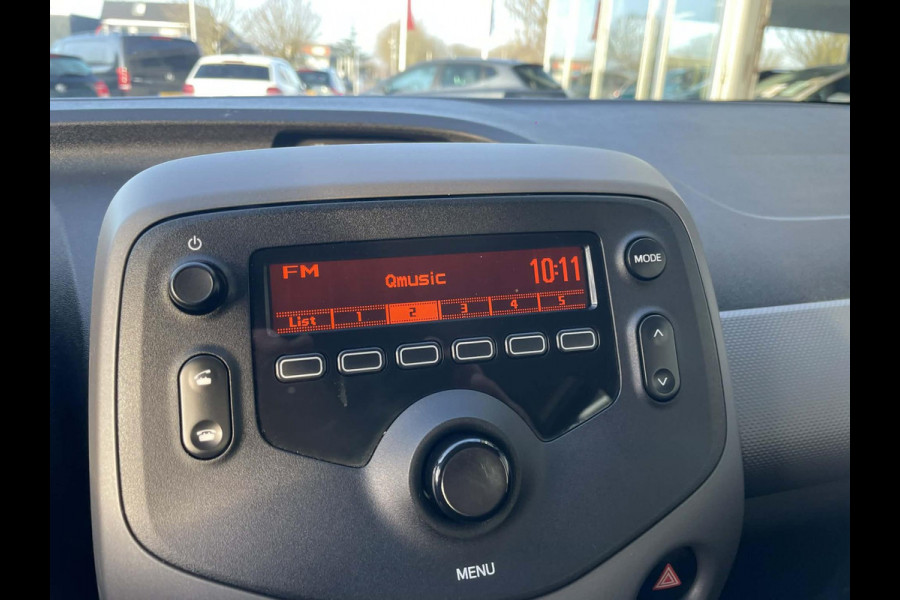 FM
Qmusic
10:11
List 1 2 3 4 5
MODE
MENU